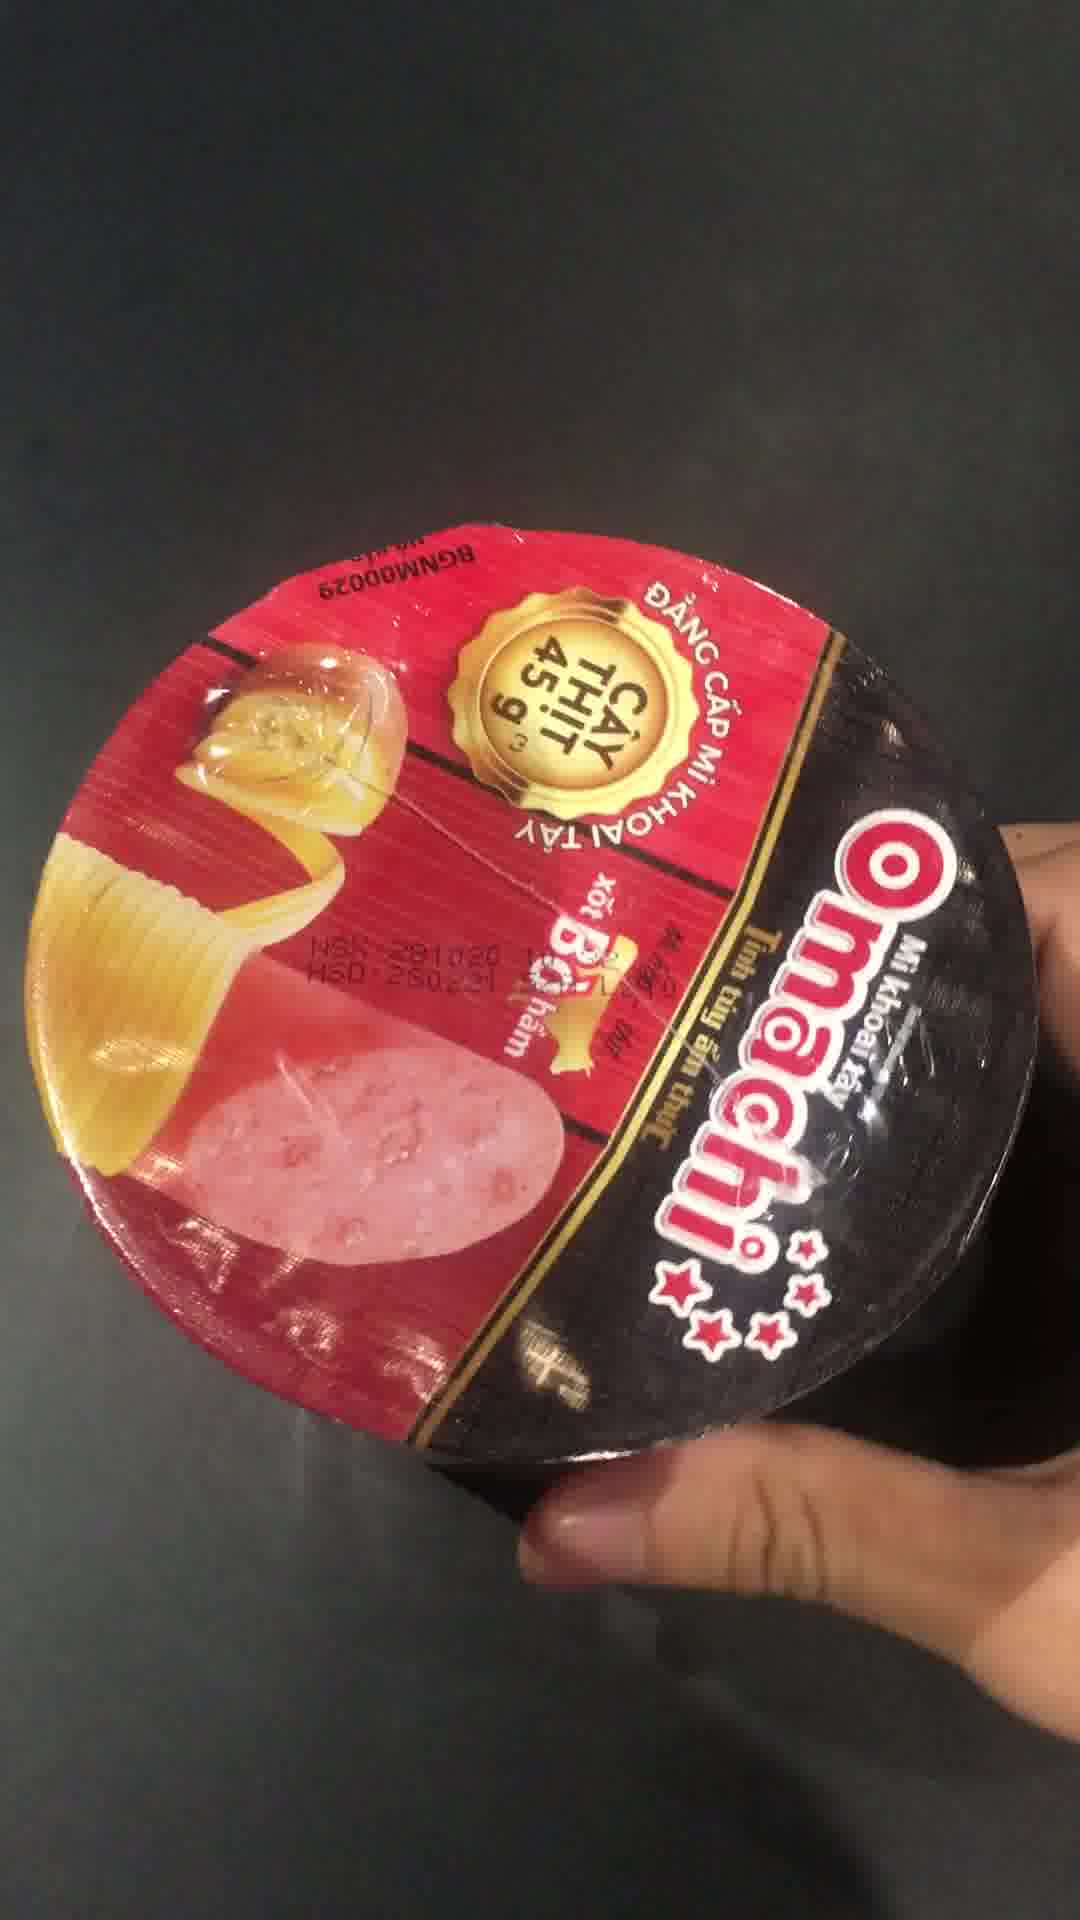 Omachi
Mì khoai tây
Tinh túy ẩm thực
ĐẲNG CẤP MÌ KHOAI TÂY
CÂY
THỊT
45 g
xốt
Bò
hầm
NSX 281020
HSD 280221
BGNM00029